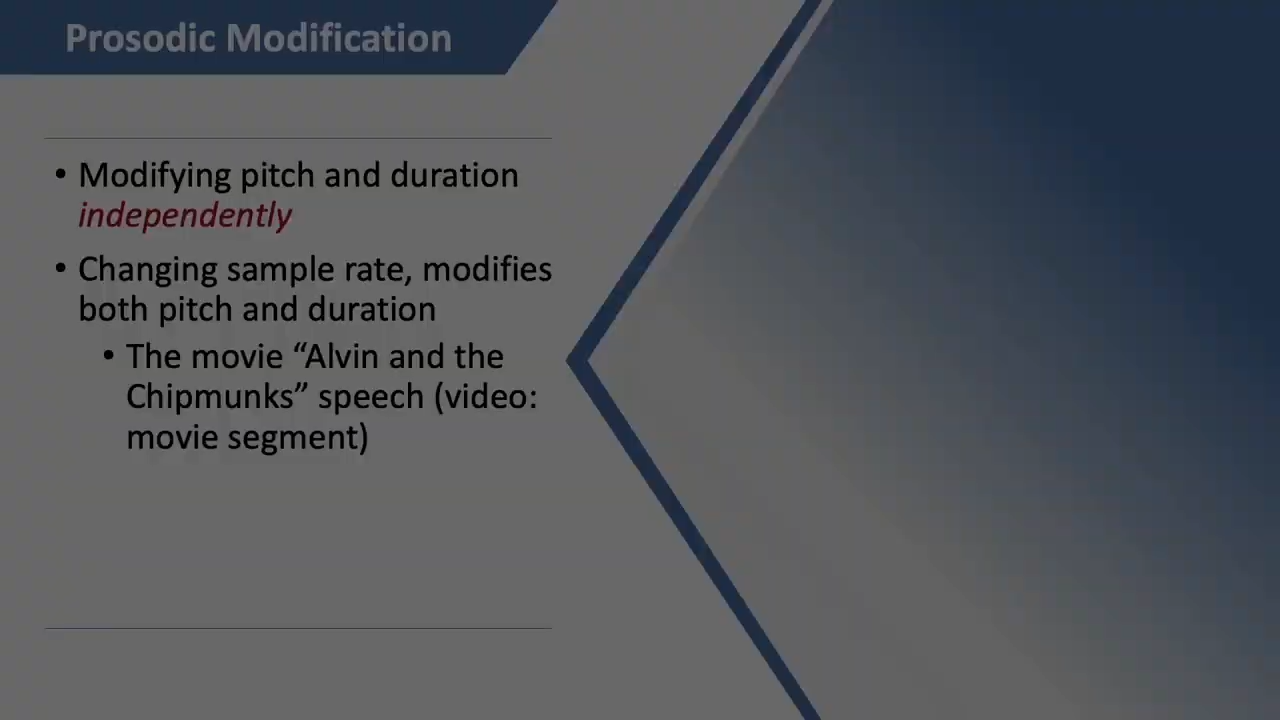 Prosodic Modification
• Modifying pitch and duration
independently
• Changing sample rate, modifies
both pitch and duration
• The movie “Alvin and the
Chipmunks” speech (video:
movie segment)